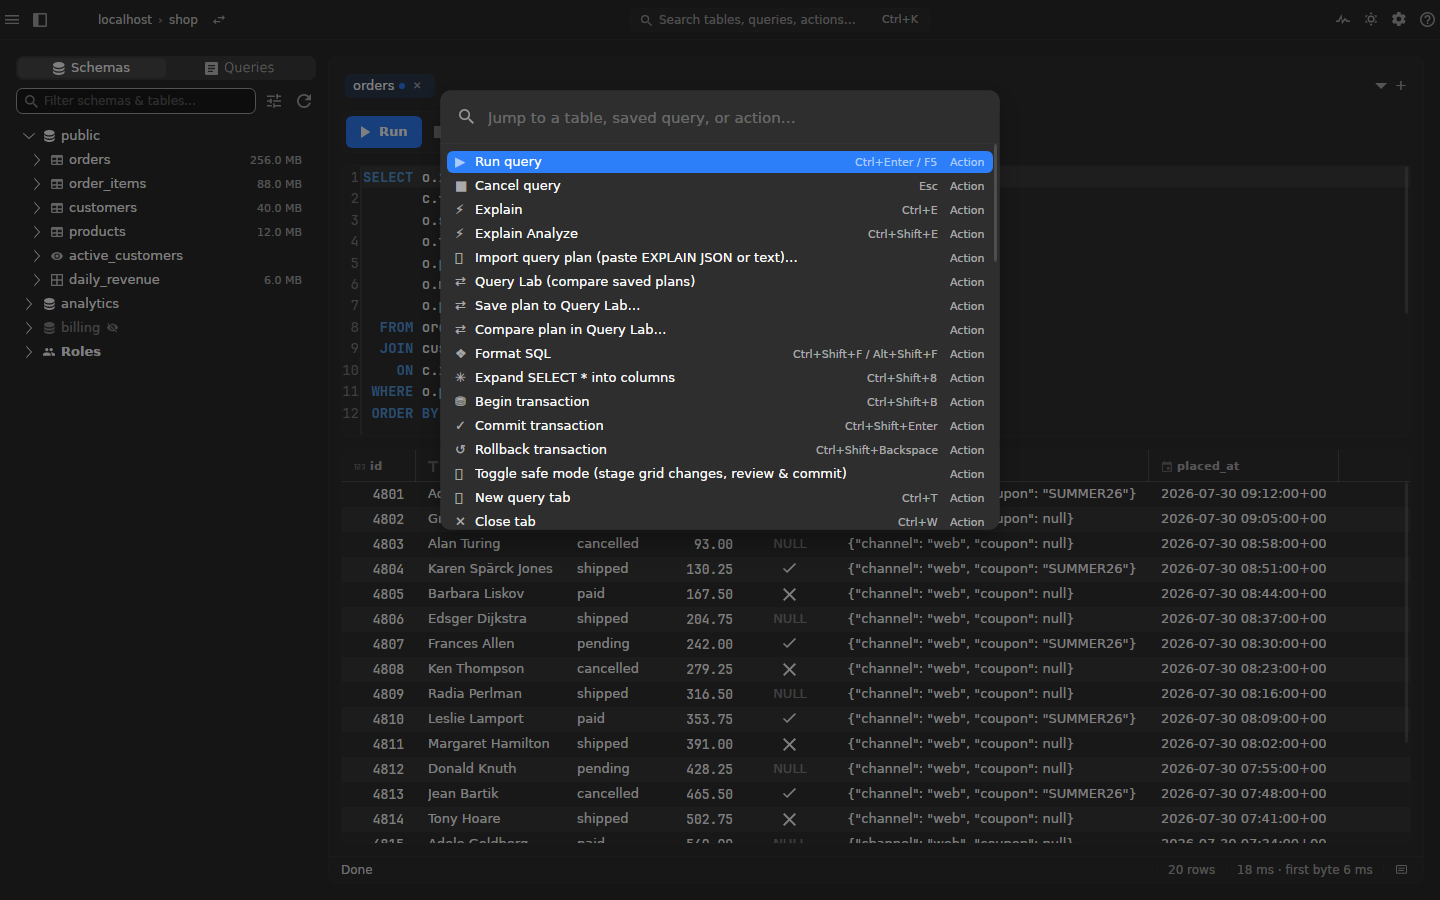 localhost › shop
Search tables, queries, actions... Ctrl+K
Schemas Queries
Filter schemas & tables...
public
orders 256.0 MB
order_items 88.0 MB
customers 40.0 MB
products 12.0 MB
active_customers
daily_revenue 6.0 MB
analytics
billing
Roles
orders
Run
Jump to a table, saved query, or action...
Run query Ctrl+Enter / F5 Action
Cancel query Esc Action
Explain Ctrl+E Action
Explain Analyze Ctrl+Shift+E Action
Import query plan (paste EXPLAIN JSON or text)... Action
Query Lab (compare saved plans) Action
Save plan to Query Lab... Action
Compare plan in Query Lab... Action
Format SQL Ctrl+Shift+F / Alt+Shift+F Action
Expand SELECT * into columns Ctrl+Shift+8 Action
Begin transaction Ctrl+Shift+B Action
Commit transaction Ctrl+Shift+Enter Action
Rollback transaction Ctrl+Shift+Backspace Action
Toggle safe mode (stage grid changes, review & commit) Action
New query tab Ctrl+T Action
Close tab Ctrl+W Action
1 SELECT o.
2 c.
3 o.
4 o.
5 o.
6 o.
7 o.
8 FROM
9 JOIN
10 ON c.
11 WHERE o.
12 ORDER BY
id placed_at
4801 "coupon": "SUMMER26"} 2026-07-30 09:12:00+00
4802 null} 2026-07-30 09:05:00+00
4803 Alan Turing cancelled 93.00 NULL {"channel": "web", "coupon": null} 2026-07-30 08:58:00+00
4804 Karen Spärck Jones shipped 130.25 ✓ {"channel": "web", "coupon": "SUMMER26"} 2026-07-30 08:51:00+00
4805 Barbara Liskov paid 167.50 ✕ {"channel": "web", "coupon": null} 2026-07-30 08:44:00+00
4806 Edsger Dijkstra shipped 204.75 NULL {"channel": "web", "coupon": null} 2026-07-30 08:37:00+00
4807 Frances Allen pending 242.00 ✓ {"channel": "web", "coupon": "SUMMER26"} 2026-07-30 08:30:00+00
4808 Ken Thompson cancelled 279.25 ✕ {"channel": "web", "coupon": null} 2026-07-30 08:23:00+00
4809 Radia Perlman shipped 316.50 NULL {"channel": "web", "coupon": null} 2026-07-30 08:16:00+00
4810 Leslie Lamport paid 353.75 ✓ {"channel": "web", "coupon": "SUMMER26"} 2026-07-30 08:09:00+00
4811 Margaret Hamilton shipped 391.00 ✕ {"channel": "web", "coupon": null} 2026-07-30 08:02:00+00
4812 Donald Knuth pending 428.25 NULL {"channel": "web", "coupon": null} 2026-07-30 07:55:00+00
4813 Jean Bartik cancelled 465.50 ✓ {"channel": "web", "coupon": "SUMMER26"} 2026-07-30 07:48:00+00
4814 Tony Hoare shipped 502.75 ✕ {"channel": "web", "coupon": null} 2026-07-30 07:41:00+00
Done 20 rows 18 ms · first byte 6 ms